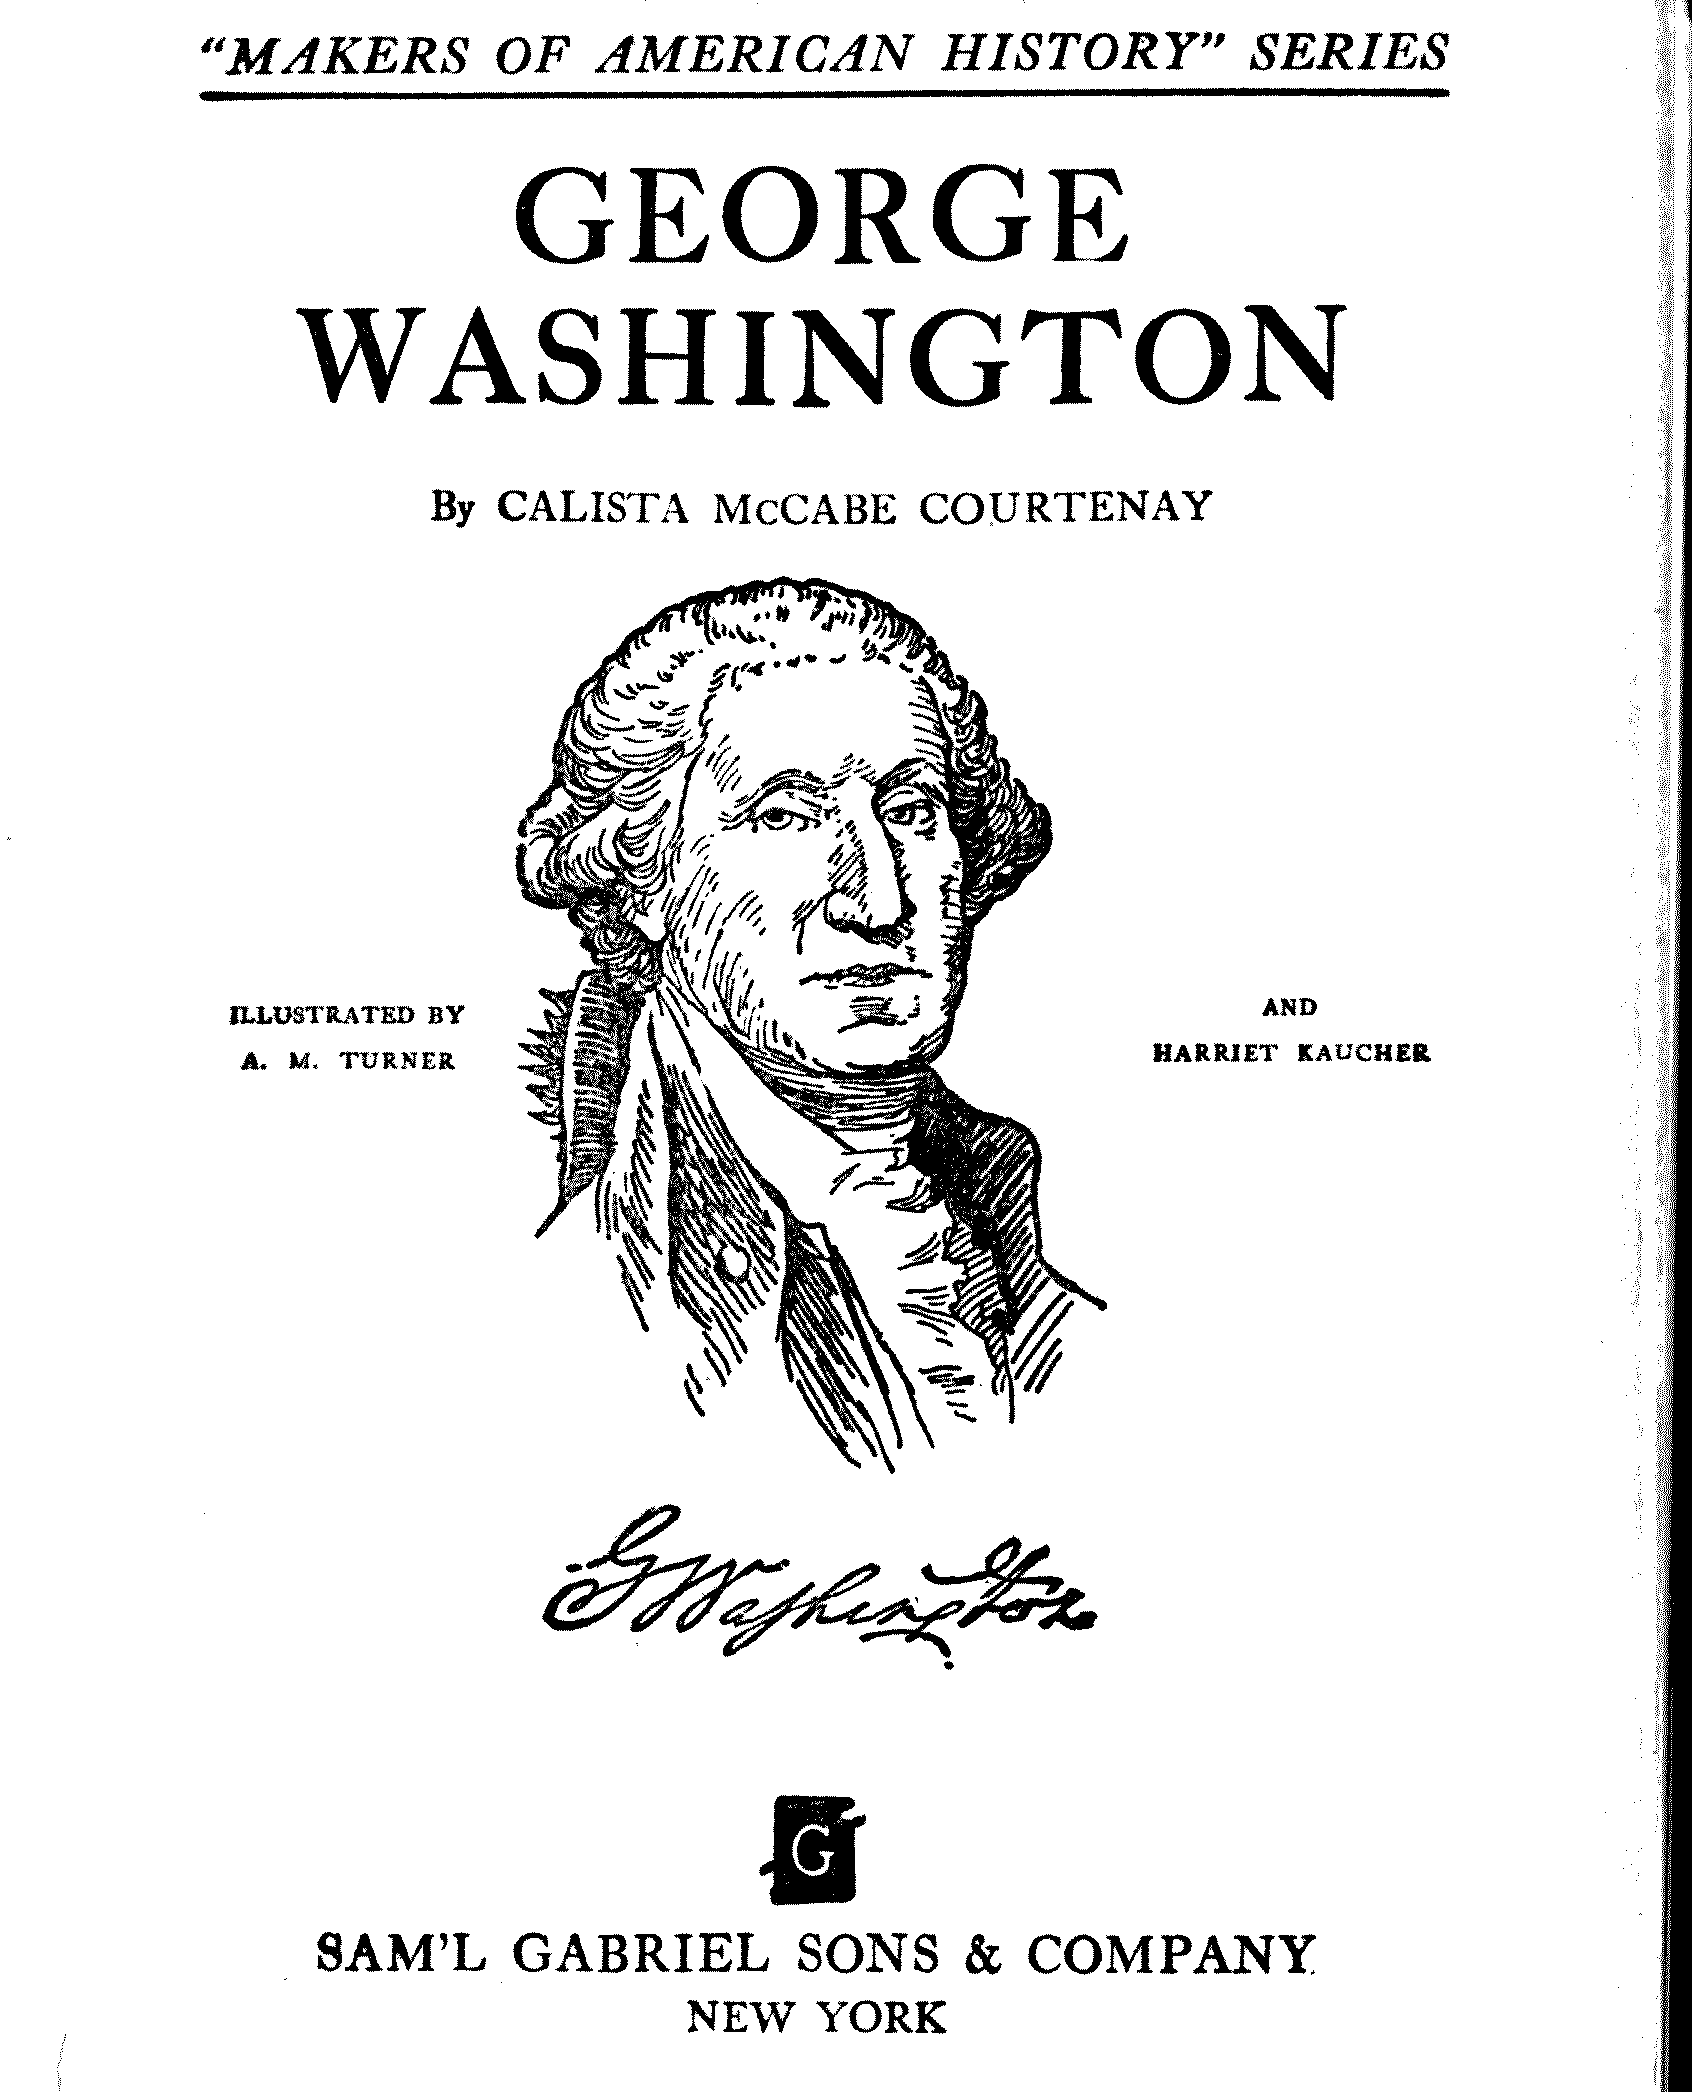 “MAKERS OF AMERICAN HISTORY” SERIES
GEORGE
WASHINGTON
By CALISTA McCABE COURTENAY
ILLUSTRATED BY
A. M. TURNER
AND
HARRIET KAUCHER
G Washington
G
SAM’L GABRIEL SONS & COMPANY
NEW YORK